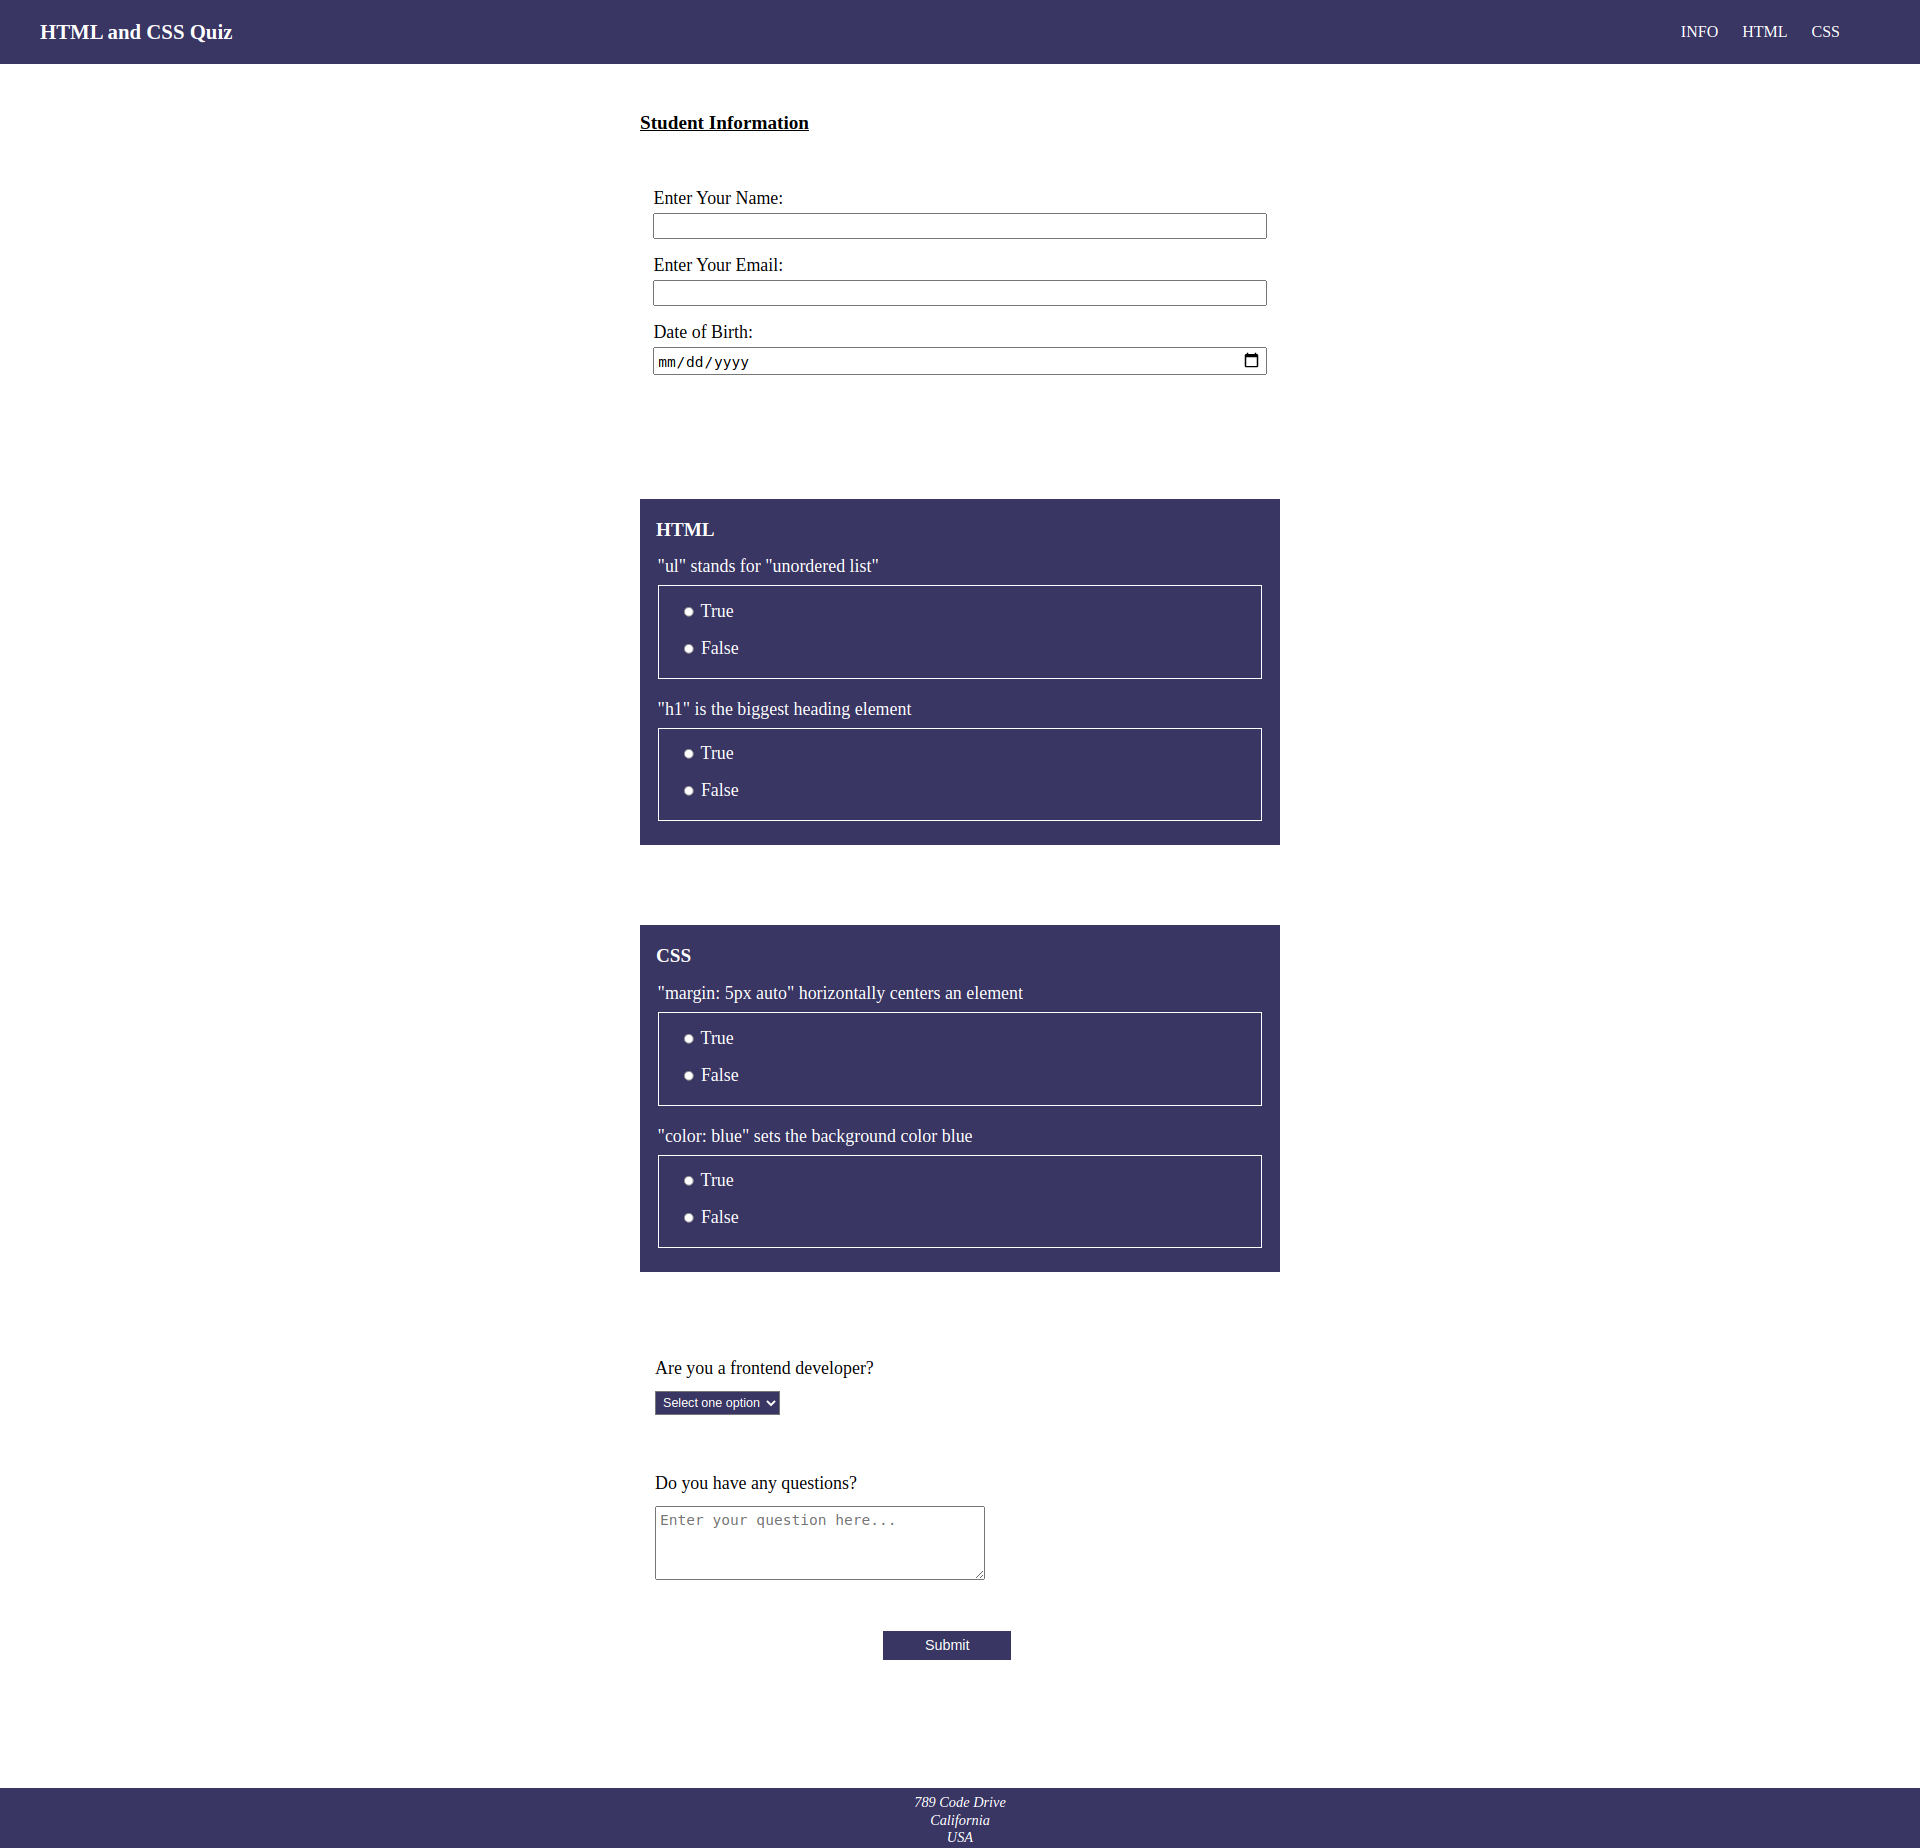 HTML and CSS Quiz
INFO HTML CSS
Student Information
Enter Your Name:
Enter Your Email:
Date of Birth:
mm/dd/yyyy
HTML
"ul" stands for "unordered list"
True
False
"h1" is the biggest heading element
True
False
CSS
"margin: 5px auto" horizontally centers an element
True
False
"color: blue" sets the background color blue
True
False
Are you a frontend developer?
Select one option
Do you have any questions?
Enter your question here...
Submit
789 Code Drive
California
USA